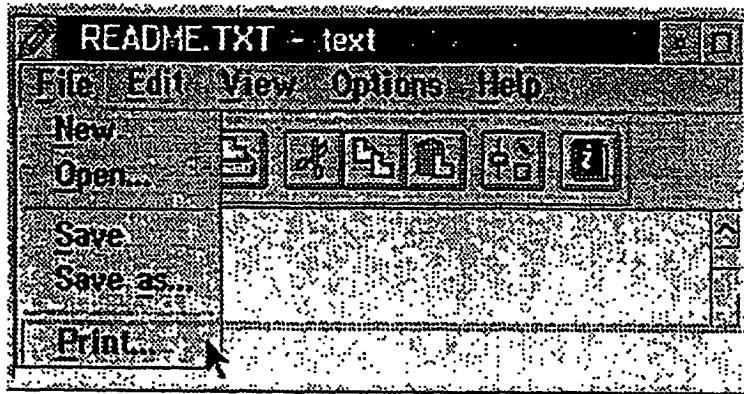 README.TXT - text
File Edit View Options Help
New
Open...
Save
Save as...
Print...